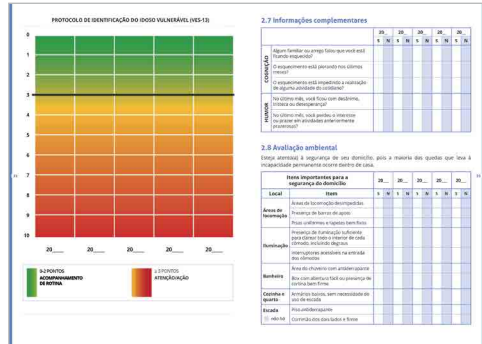 PROTOCOLO DE IDENTIFICAÇÃO DO IDOSO VULNERÁVEL (VES-13)
0
1
2
3
4
5
6
7
8
9
10
20____ 20____ 20____ 20____ 20____
0-2 PONTOS
ACOMPANHAMENTO
DE ROTINA
≥ 3 PONTOS
ATENÇÃO/AÇÃO
2.7 Informações complementares
20__ 20__ 20__ 20__ 20__
S N S N S N S N S N
COGNIÇÃO
Algum familiar ou amigo falou que você está
ficando esquecido?
O esquecimento está piorando nos últimos
meses?
O esquecimento está impedindo a realização
de alguma atividade do cotidiano?
HUMOR
No último mês, você ficou com desânimo,
tristeza ou desesperança?
No último mês, você perdeu o interesse
ou prazer em atividades anteriormente
prazerosas?
2.8 Avaliação ambiental
Esteja atento(a) à segurança de seu domicílio, pois a maioria das quedas que leva à
incapacidade permanente ocorre dentro de casa.
Itens importantes para a
segurança do domicílio
20__ 20__ 20__ 20__ 20__
Local Item S N S N S N S N S N
Áreas de
locomoção
Áreas de locomoção desimpedidas
Presença de barras de apoio
Pisos uniformes e tapetes bem fixos
Iluminação
Presença de iluminação suficiente
para clarear todo o interior de cada
cômodo, incluindo degraus
Interruptores acessíveis na entrada
dos cômodos
Banheiro
Área do chuveiro com antiderrapante
Box com abertura fácil ou presença de
cortina bem firme
Cozinha e
quarto
Armários baixos, sem necessidade do
uso de escada
Escada
Piso antiderrapante
não há
Corrimão dos dois lados e firme